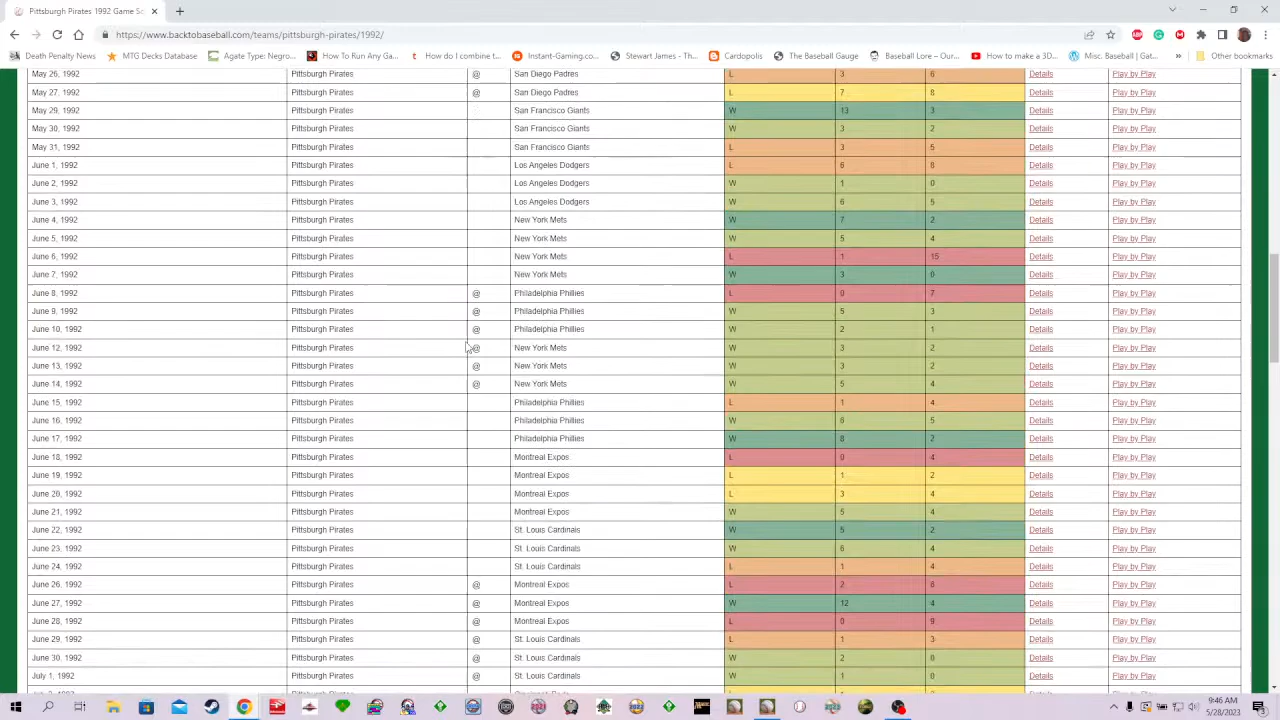 Pittsburgh Pirates 1992 Game Sc
https://www.backtobaseball.com/teams/pittsburgh-pirates/1992/
Death Penalty News MTG Decks Database Agate Type: Negro... How To Run Any Ga... How do I combine t... Instant-Gaming.co... Stewart James - Th... Cardopolis The Baseball Gauge Baseball Lore – Our... How to make a 3D... Misc. Baseball | Gat... » Other bookmarks
May 26, 1992 Pittsburgh Pirates @ San Diego Padres L 3 6 Details Play by Play
May 27, 1992 Pittsburgh Pirates @ San Diego Padres L 7 8 Details Play by Play
May 29, 1992 Pittsburgh Pirates San Francisco Giants W 13 3 Details Play by Play
May 30, 1992 Pittsburgh Pirates San Francisco Giants W 3 2 Details Play by Play
May 31, 1992 Pittsburgh Pirates San Francisco Giants L 3 5 Details Play by Play
June 1, 1992 Pittsburgh Pirates Los Angeles Dodgers L 6 8 Details Play by Play
June 2, 1992 Pittsburgh Pirates Los Angeles Dodgers W 1 0 Details Play by Play
June 3, 1992 Pittsburgh Pirates Los Angeles Dodgers W 6 5 Details Play by Play
June 4, 1992 Pittsburgh Pirates New York Mets W 7 2 Details Play by Play
June 5, 1992 Pittsburgh Pirates New York Mets W 5 4 Details Play by Play
June 6, 1992 Pittsburgh Pirates New York Mets L 1 15 Details Play by Play
June 7, 1992 Pittsburgh Pirates New York Mets W 3 0 Details Play by Play
June 8, 1992 Pittsburgh Pirates @ Philadelphia Phillies L 0 7 Details Play by Play
June 9, 1992 Pittsburgh Pirates @ Philadelphia Phillies W 5 3 Details Play by Play
June 10, 1992 Pittsburgh Pirates @ Philadelphia Phillies W 2 1 Details Play by Play
June 12, 1992 Pittsburgh Pirates @ New York Mets W 3 2 Details Play by Play
June 13, 1992 Pittsburgh Pirates @ New York Mets W 3 2 Details Play by Play
June 14, 1992 Pittsburgh Pirates @ New York Mets W 5 4 Details Play by Play
June 15, 1992 Pittsburgh Pirates Philadelphia Phillies L 1 4 Details Play by Play
June 16, 1992 Pittsburgh Pirates Philadelphia Phillies W 6 5 Details Play by Play
June 17, 1992 Pittsburgh Pirates Philadelphia Phillies W 8 2 Details Play by Play
June 18, 1992 Pittsburgh Pirates Montreal Expos L 0 4 Details Play by Play
June 19, 1992 Pittsburgh Pirates Montreal Expos L 1 2 Details Play by Play
June 20, 1992 Pittsburgh Pirates Montreal Expos L 3 4 Details Play by Play
June 21, 1992 Pittsburgh Pirates Montreal Expos W 5 4 Details Play by Play
June 22, 1992 Pittsburgh Pirates St. Louis Cardinals W 5 2 Details Play by Play
June 23, 1992 Pittsburgh Pirates St. Louis Cardinals W 6 4 Details Play by Play
June 24, 1992 Pittsburgh Pirates St. Louis Cardinals L 1 4 Details Play by Play
June 26, 1992 Pittsburgh Pirates @ Montreal Expos L 2 8 Details Play by Play
June 27, 1992 Pittsburgh Pirates @ Montreal Expos W 12 4 Details Play by Play
June 28, 1992 Pittsburgh Pirates @ Montreal Expos L 0 9 Details Play by Play
June 29, 1992 Pittsburgh Pirates @ St. Louis Cardinals L 1 3 Details Play by Play
June 30, 1992 Pittsburgh Pirates @ St. Louis Cardinals W 2 0 Details Play by Play
July 1, 1992 Pittsburgh Pirates @ St. Louis Cardinals W 1 0 Details Play by Play
9:46 AM
5/28/2023